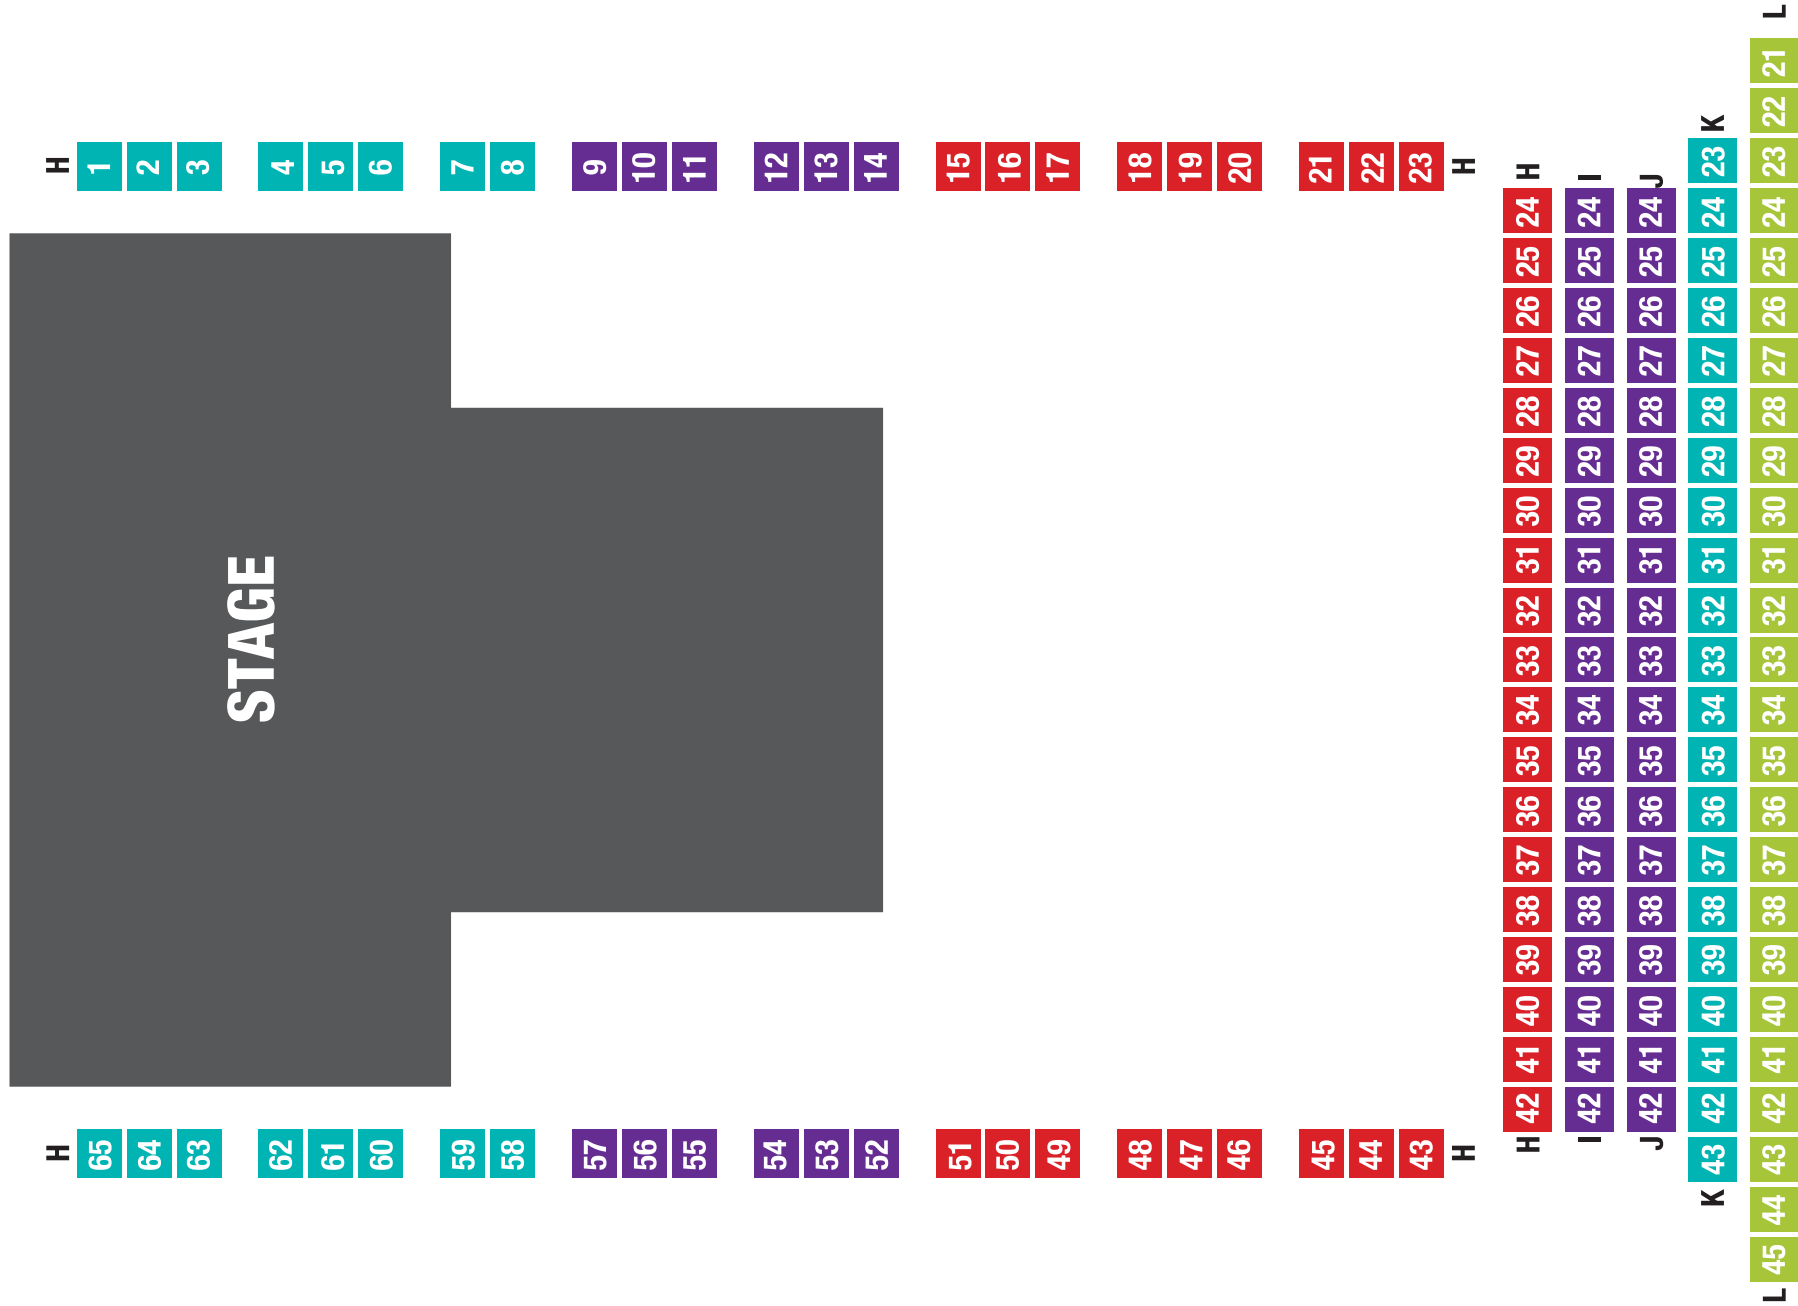 H 1 2 3 4 5 6 7 8 9 10 11 12 13 14 15 16 17 18 19 20 21 22 23 H
STAGE
H 65 64 63 62 61 60 59 58 57 56 55 54 53 52 51 50 49 48 47 46 45 44 43 H
H 24 25 26 27 28 29 30 31 32 33 34 35 36 37 38 39 40 41 42 H
I 24 25 26 27 28 29 30 31 32 33 34 35 36 37 38 39 40 41 42 I
J 24 25 26 27 28 29 30 31 32 33 34 35 36 37 38 39 40 41 42 J
K 23 24 25 26 27 28 29 30 31 32 33 34 35 36 37 38 39 40 41 42 43 K
L 21 22 23 24 25 26 27 28 29 30 31 32 33 34 35 36 37 38 39 40 41 42 43 44 45 L